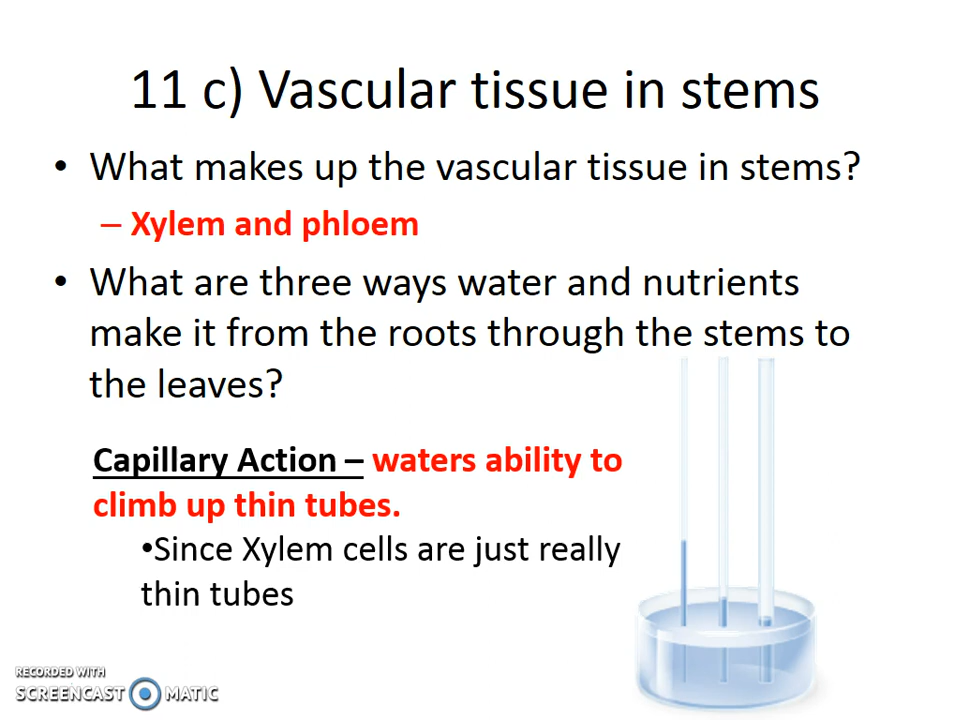 11 c) Vascular tissue in stems
• What makes up the vascular tissue in stems?
– Xylem and phloem
• What are three ways water and nutrients
make it from the roots through the stems to
the leaves?
Capillary Action – waters ability to
climb up thin tubes.
•Since Xylem cells are just really
thin tubes
RECORDED WITH
SCREENCAST MATIC